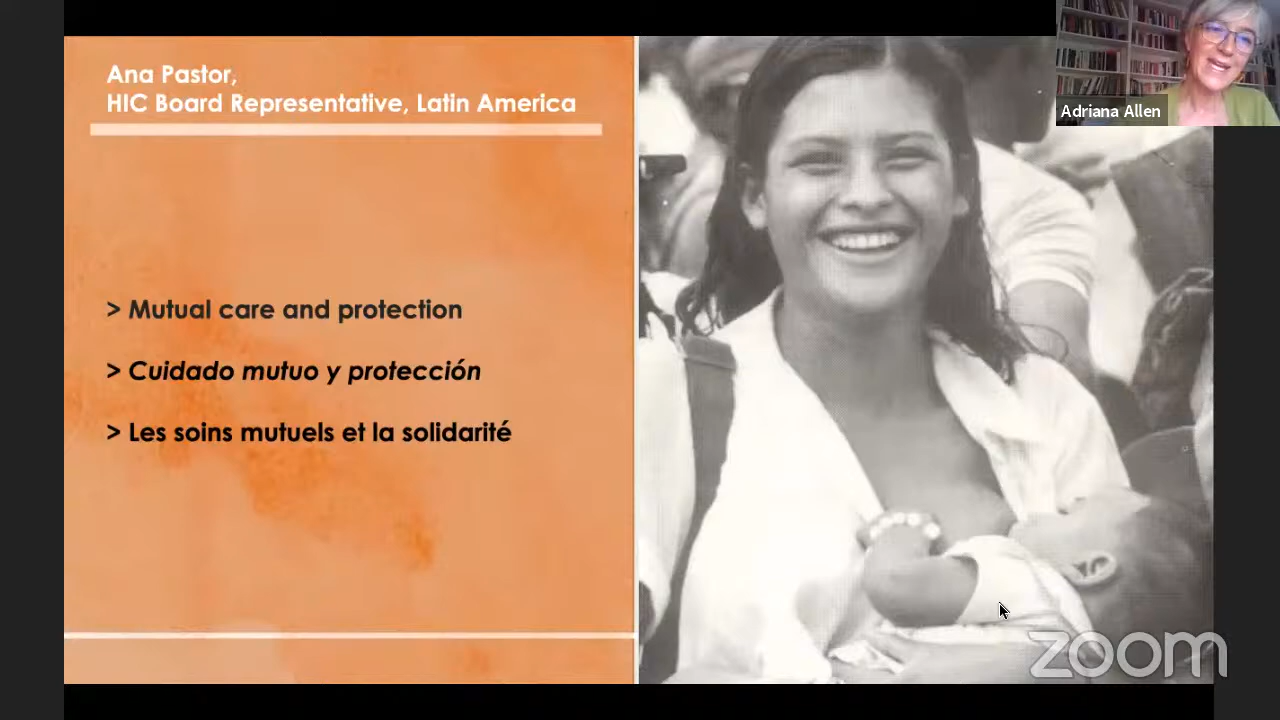 Ana Pastor,
HIC Board Representative, Latin America
> Mutual care and protection
> Cuidado mutuo y protección
> Les soins mutuels et la solidarité
Adriana Allen
zoom